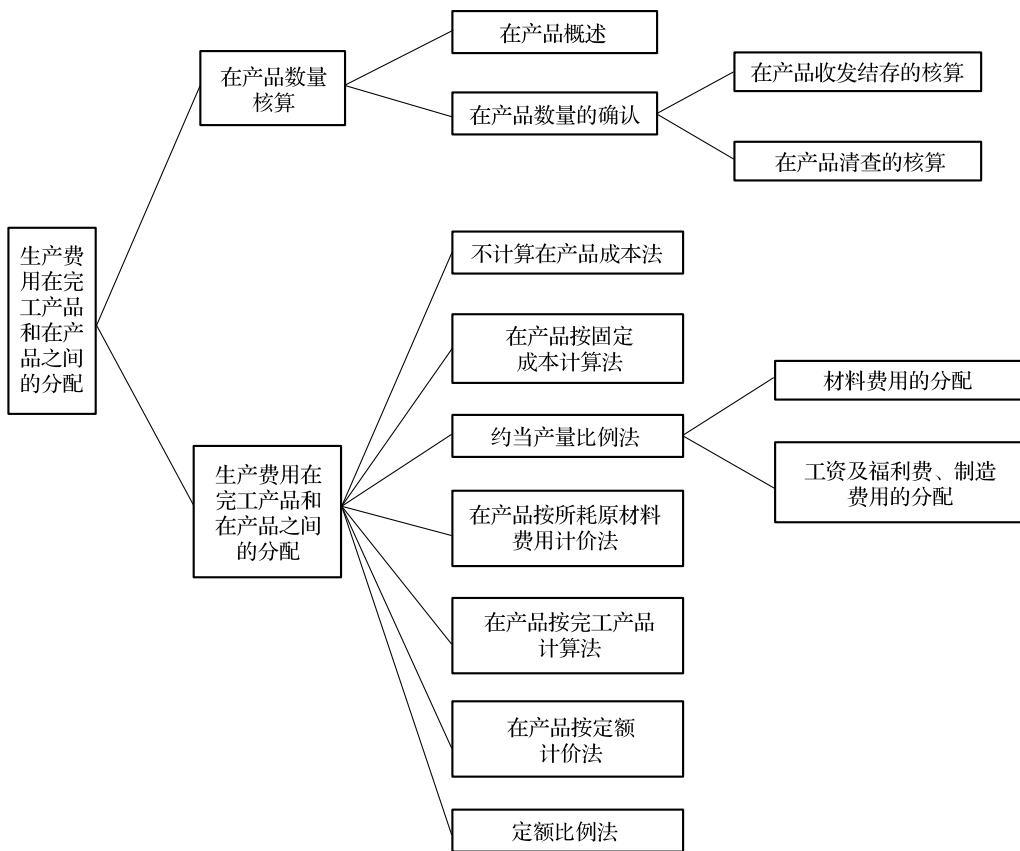 生产费
用在完
工产品
和在产
品之间
的分配
在产品数量
核算
在产品概述
在产品数量的确认
在产品收发结存的核算
在产品清查的核算
生产费用在
完工产品和
在产品之间
的分配
不计算在产品成本法
在产品按固定
成本计算法
约当产量比例法
材料费用的分配
工资及福利费、制造
费用的分配
在产品按所耗原材料
费用计价法
在产品按完工产品
计算法
在产品按定额
计价法
定额比例法